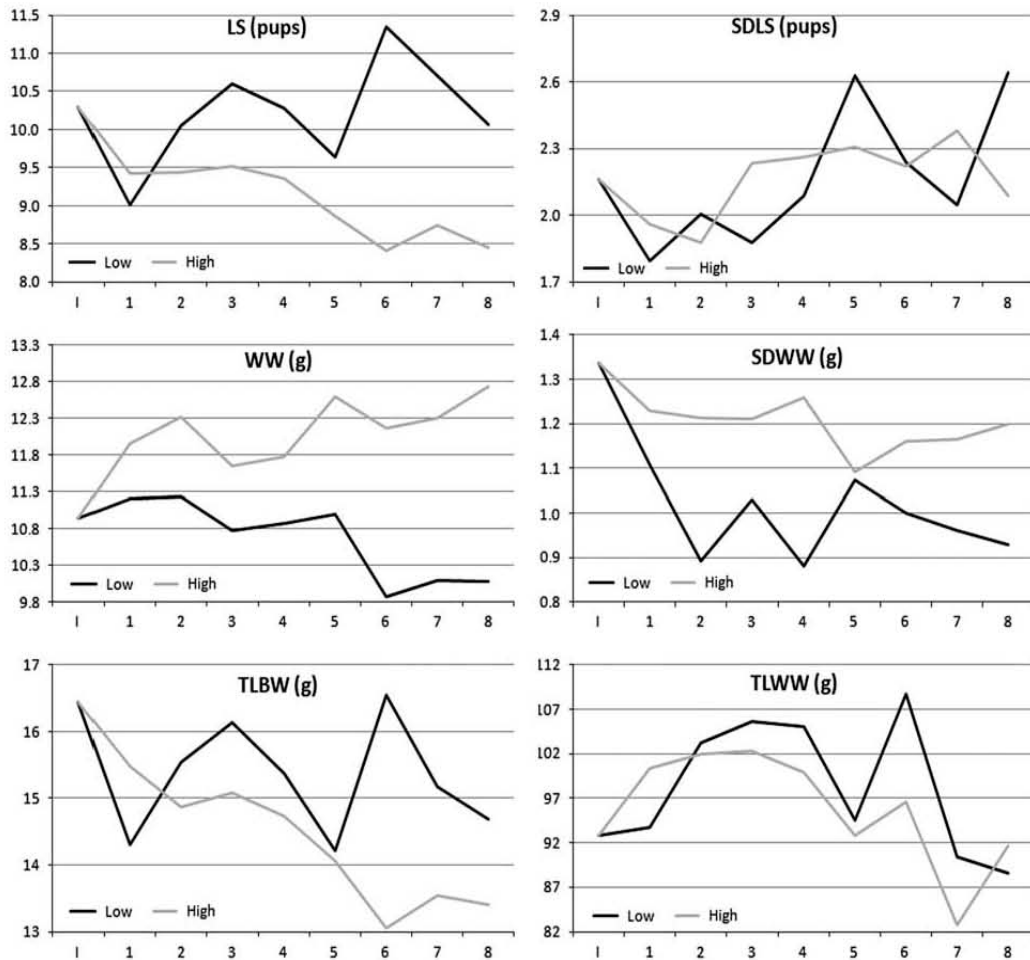 LS (pups)
11.5
11.0
10.5
10.0
9.5
9.0
8.5
8.0
Low High
I 1 2 3 4 5 6 7 8
SDLS (pups)
2.9
2.6
2.3
2.0
1.7
Low High
I 1 2 3 4 5 6 7 8
WW (g)
13.3
12.8
12.3
11.8
11.3
10.8
10.3
9.8
Low High
I 1 2 3 4 5 6 7 8
SDWW (g)
1.4
1.3
1.2
1.1
1.0
0.9
0.8
Low High
I 1 2 3 4 5 6 7 8
TLBW (g)
17
16
15
14
13
Low High
I 1 2 3 4 5 6 7 8
TLWW (g)
112
107
102
97
92
87
82
Low High
I 1 2 3 4 5 6 7 8